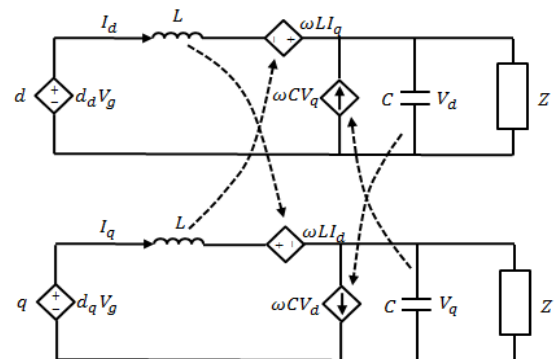 I_d L ωLI_q
d d_dV_g ωCV_q C V_d Z
I_q L ωLI_d
q d_qV_g ωCV_d C V_q Z